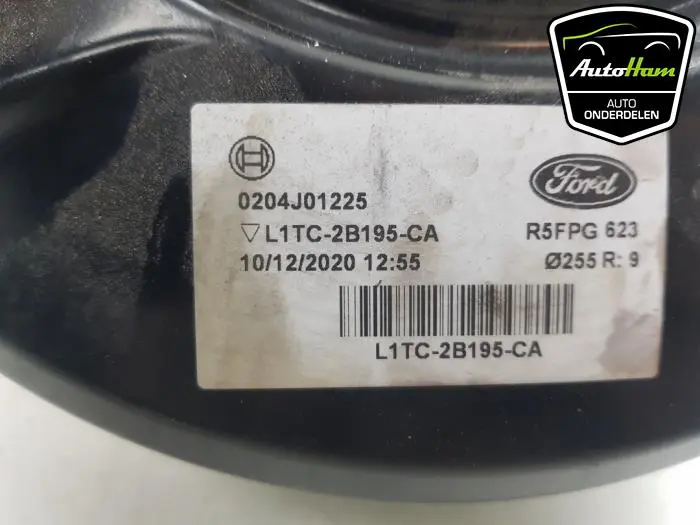 AutoHam
AUTO
ONDERDELEN
0204J01225
Ford
▽L1TC-2B195-CA
R5FPG 623
10/12/2020 12:55
Ø255 R: 9
L1TC-2B195-CA